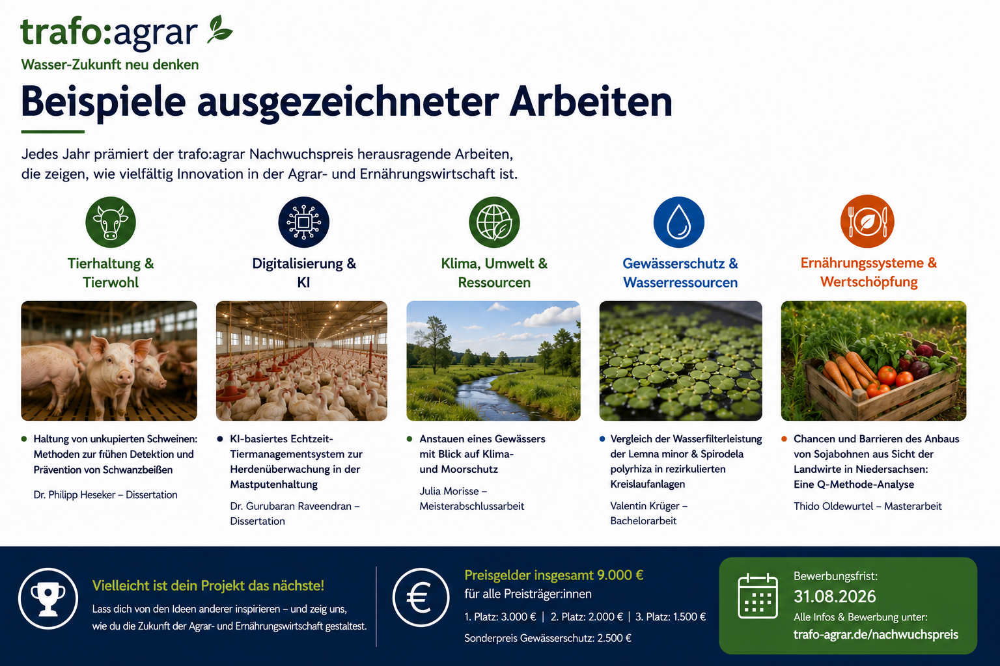 trafo:agrar
Wasser-Zukunft neu denken
Beispiele ausgezeichneter Arbeiten
Jedes Jahr prämiert der trafo:agrar Nachwuchspreis herausragende Arbeiten,
die zeigen, wie vielfältig Innovation in der Agrar- und Ernährungswirtschaft ist.
Tierhaltung &
Tierwohl
Haltung von unkupierten Schweinen:
Methoden zur frühen Detektion und
Prävention von Schwanzbeißen
Dr. Philipp Heseker – Dissertation
Digitalisierung &
KI
KI-basiertes Echtzeit-
Tiermanagementsystem zur
Herdenüberwachung in der
Mastputenhaltung
Dr. Gurubaran Raveendran –
Dissertation
Klima, Umwelt &
Ressourcen
Anstauen eines Gewässers
mit Blick auf Klima-
und Moorschutz
Julia Morisse –
Meisterabschlussarbeit
Gewässerschutz &
Wasserressourcen
Vergleich der Wasserfilterleistung
der Lemna minor & Spirodela
polyrhiza in rezirkulierten
Kreislaufanlagen
Valentin Krüger –
Bachelorarbeit
Ernährungssysteme &
Wertschöpfung
Chancen und Barrieren des Anbaus
von Sojabohnen aus Sicht der
Landwirte in Niedersachsen:
Eine Q-Methode-Analyse
Thido Oldewurtel – Masterarbeit
Vielleicht ist dein Projekt das nächste!
Lass dich von den Ideen anderer inspirieren – und zeig uns,
wie du die Zukunft der Agrar- und Ernährungswirtschaft gestaltest.
€
Preisgelder insgesamt 9.000 €
für alle Preisträger:innen
1. Platz: 3.000 € | 2. Platz: 2.000 € | 3. Platz: 1.500 €
Sonderpreis Gewässerschutz: 2.500 €
Bewerbungsfrist:
31.08.2026
Alle Infos & Bewerbung unter:
trafo-agrar.de/nachwuchspreis